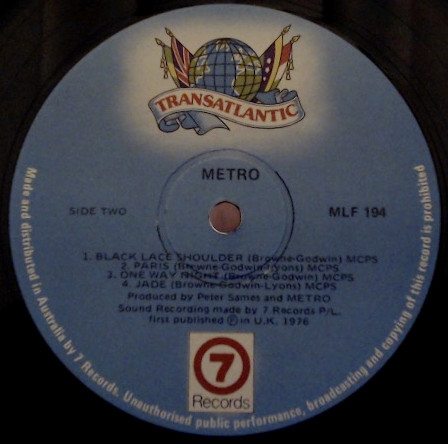 TRANSATLANTIC
METRO
SIDE TWO
MLF 194
1. BLACK LACE SHOULDER (Browne-Godwin) MCPS
2. PARIS (Browne-Godwin-Lyons) MCPS
3. ONE WAY NIGHT (Browne-Godwin) MCPS
4. JADE (Browne-Godwin-Lyons) MCPS
Produced by Peter Sames and METRO
Sound Recording made by 7 Records P/L.
first published Ⓟ in U.K. 1976
7
Records
Made and distributed in Australia by 7 Records. Unauthorised public performance, broadcasting and copying of this record is prohibited